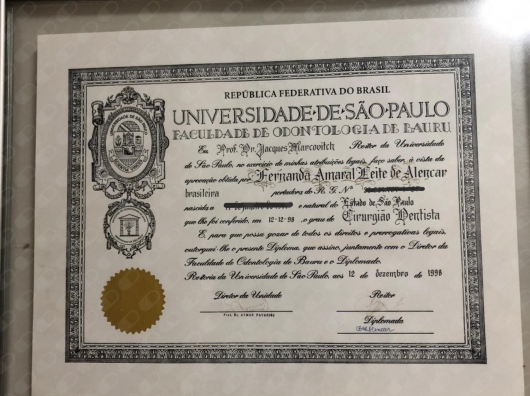 REPÚBLICA FEDERATIVA DO BRASIL
UNIVERSIDADE·DE·SÃO·PAULO
FACULDADE DE ODONTOLOGIA DE BAURU
Eu, Prof. Dr. Jacques Marcovitch Reitor da Universidade
de São Paulo, no exercício de minhas atribuições legais, faço saber, à vista da
aprovação obtida por Fernanda Amaral Leite de Alencar
brasileira portadora do R. G. Nº
nascida a e natural de Estado de São Paulo
que lhe foi conferido, em 12-12-98 , o grau de Cirurgião Dentista
E, para que possa gozar de todos os direitos e prerrogativas legais,
outorguei-lhe o presente Diploma, que assino, juntamente com o Diretor da
Faculdade de Odontologia de Bauru e o Diplomado.
Reitoria da Universidade de São Paulo, aos 12 de dezembro de 1998
Diretor da Unidade Reitor
Prof. Dr.
Diplomada